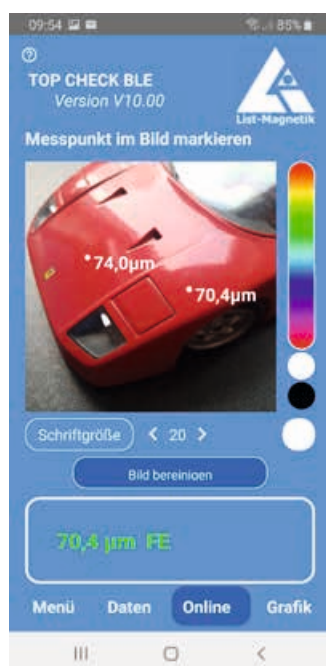 09:54 85%
TOP CHECK BLE
Version V10.00
List-Magnetik
Messpunkt im Bild markieren
74,0µm
70,4µm
Schriftgröße < 20 >
Bild bereinigen
70,4 µm FE
Menü Daten Online Grafik